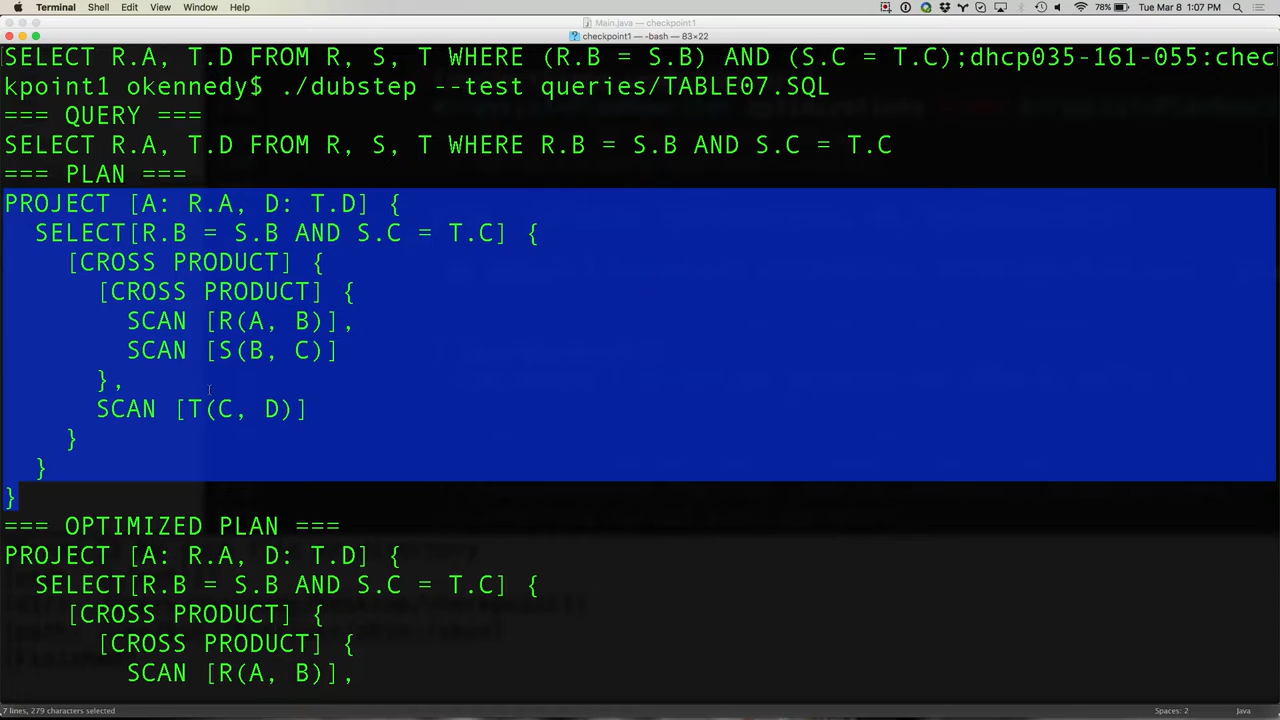 Terminal Shell Edit View Window Help 78% Tue Mar 8 1:07 PM
Main.java — checkpoint1
checkpoint1 — -bash — 83×22
SELECT R.A, T.D FROM R, S, T WHERE (R.B = S.B) AND (S.C = T.C);dhcp035-161-055:chec
kpoint1 okennedy$ ./dubstep --test queries/TABLE07.SQL
=== QUERY ===
SELECT R.A, T.D FROM R, S, T WHERE R.B = S.B AND S.C = T.C
=== PLAN ===
PROJECT [A: R.A, D: T.D] {
SELECT[R.B = S.B AND S.C = T.C] {
[CROSS PRODUCT] {
[CROSS PRODUCT] {
SCAN [R(A, B)],
SCAN [S(B, C)]
},
SCAN [T(C, D)]
}
}
}
=== OPTIMIZED PLAN ===
PROJECT [A: R.A, D: T.D] {
SELECT[R.B = S.B AND S.C = T.C] {
[CROSS PRODUCT] {
[CROSS PRODUCT] {
SCAN [R(A, B)],
7 lines, 279 characters selected Spaces: 2 Java